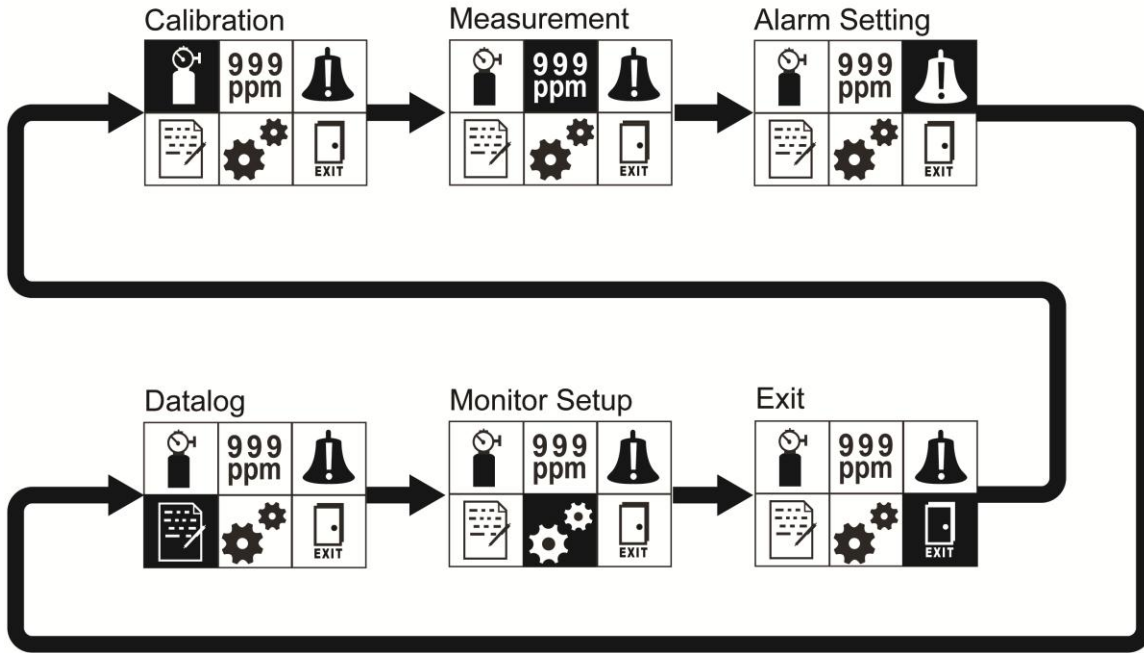 Calibration
Measurement
Alarm Setting
999
ppm
EXIT
999
ppm
EXIT
999
ppm
EXIT
Datalog
Monitor Setup
Exit
999
ppm
EXIT
999
ppm
EXIT
999
ppm
EXIT